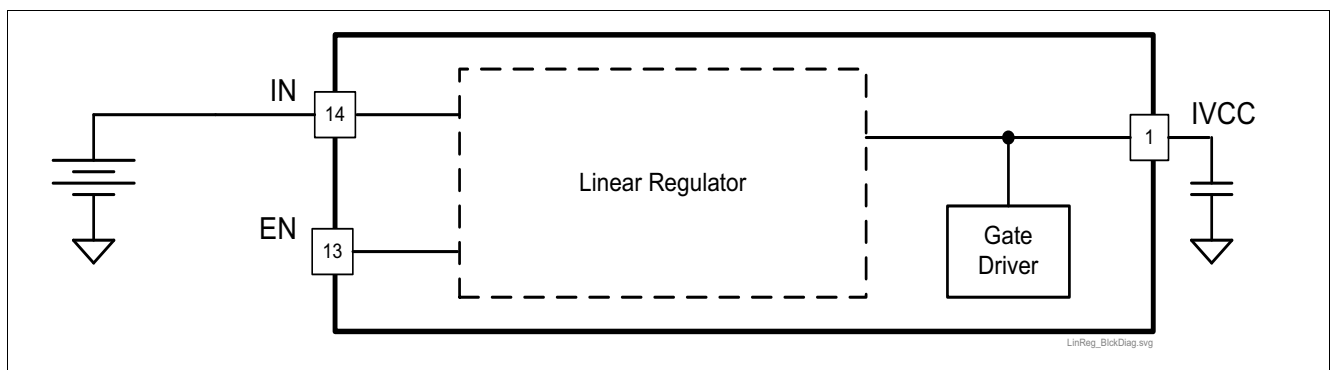 IN
14
IVCC
1
Linear Regulator
EN
13
Gate
Driver
LinReg_BlckDiag.svg